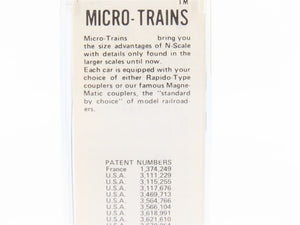 TM
MICRO-TRAINS
Micro-Trains bring you
the size advantages of N-Scale
with details only found in the
larger scales until now.
Each car is equipped with your
choice of either Rapido-Type
couplers or our famous Magne-
Matic couplers, the "standard
by choice" of model railroad-
ers.
PATENT NUMBERS
France 1,374,249
U.S.A. 3,111,229
U.S.A. 3,115,255
U.S.A. 3,117,676
U.S.A. 3,469,713
U.S.A. 3,564,766
U.S.A. 3,566,104
U.S.A. 3,618,991
U.S.A. 3,621,610